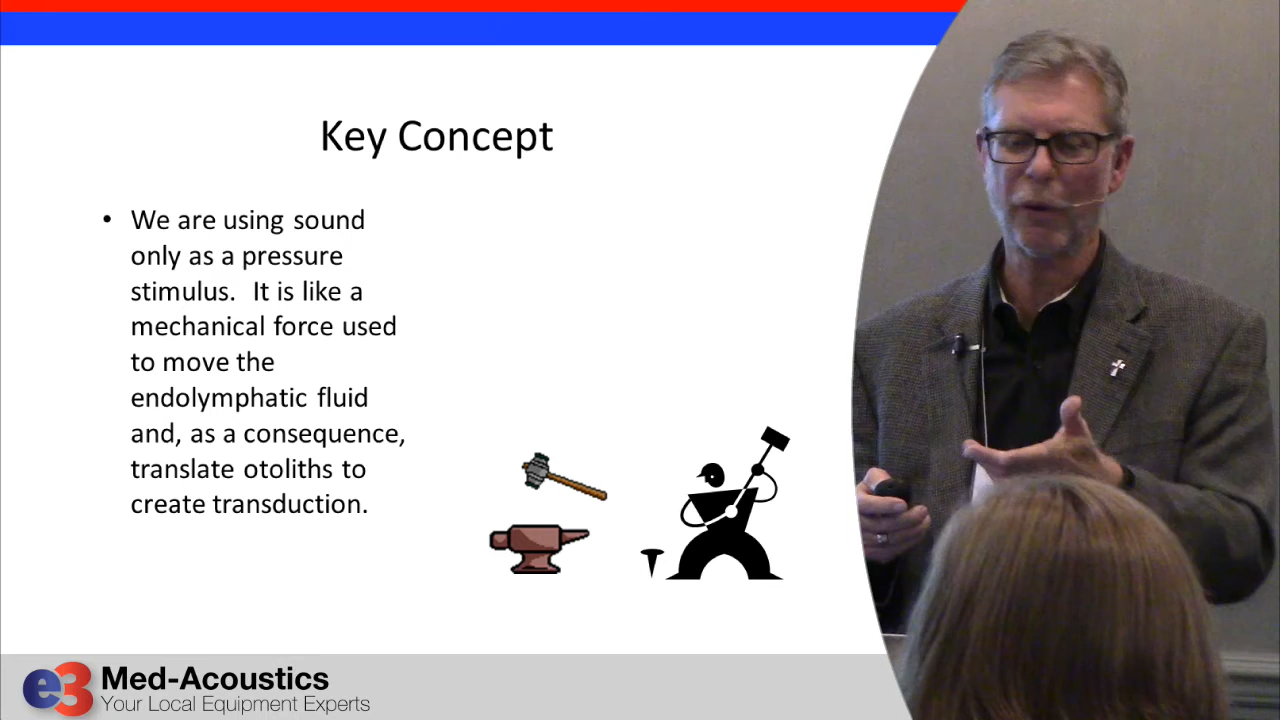 Key Concept
• We are using sound
only as a pressure
stimulus.  It is like a
mechanical force used
to move the
endolymphatic fluid
and, as a consequence,
translate otoliths to
create transduction.
e3 Med-Acoustics
Your Local Equipment Experts